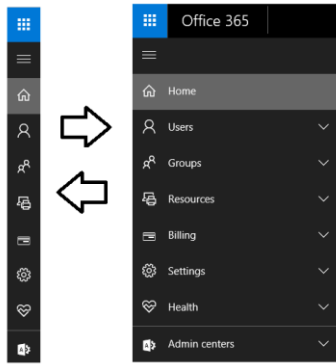 Office 365
Home
Users
Groups
Resources
Billing
Settings
Health
Admin centers